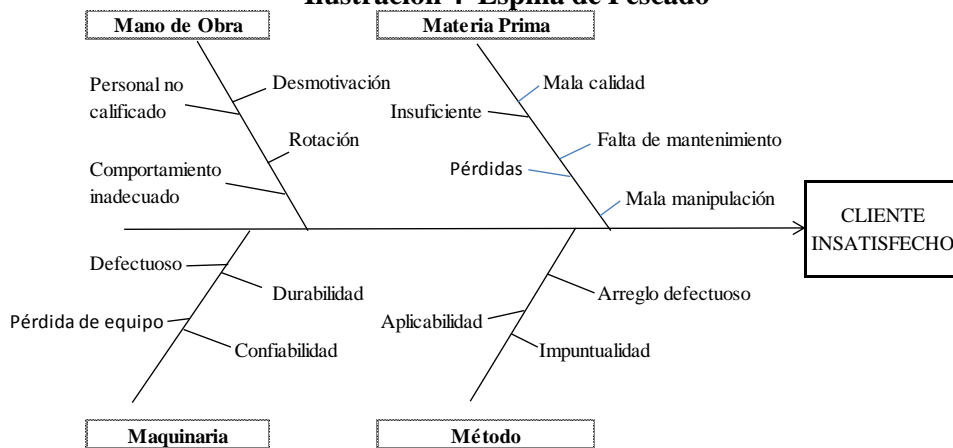 Ilustración 4 Espina de Pescado
Mano de Obra
Materia Prima
Personal no
calificado
Desmotivación
Rotación
Comportamiento
inadecuado
Mala calidad
Insuficiente
Falta de mantenimiento
Pérdidas
Mala manipulación
CLIENTE
INSATISFECHO
Defectuoso
Durabilidad
Pérdida de equipo
Confiabilidad
Arreglo defectuoso
Aplicabilidad
Impuntualidad
Maquinaria
Método